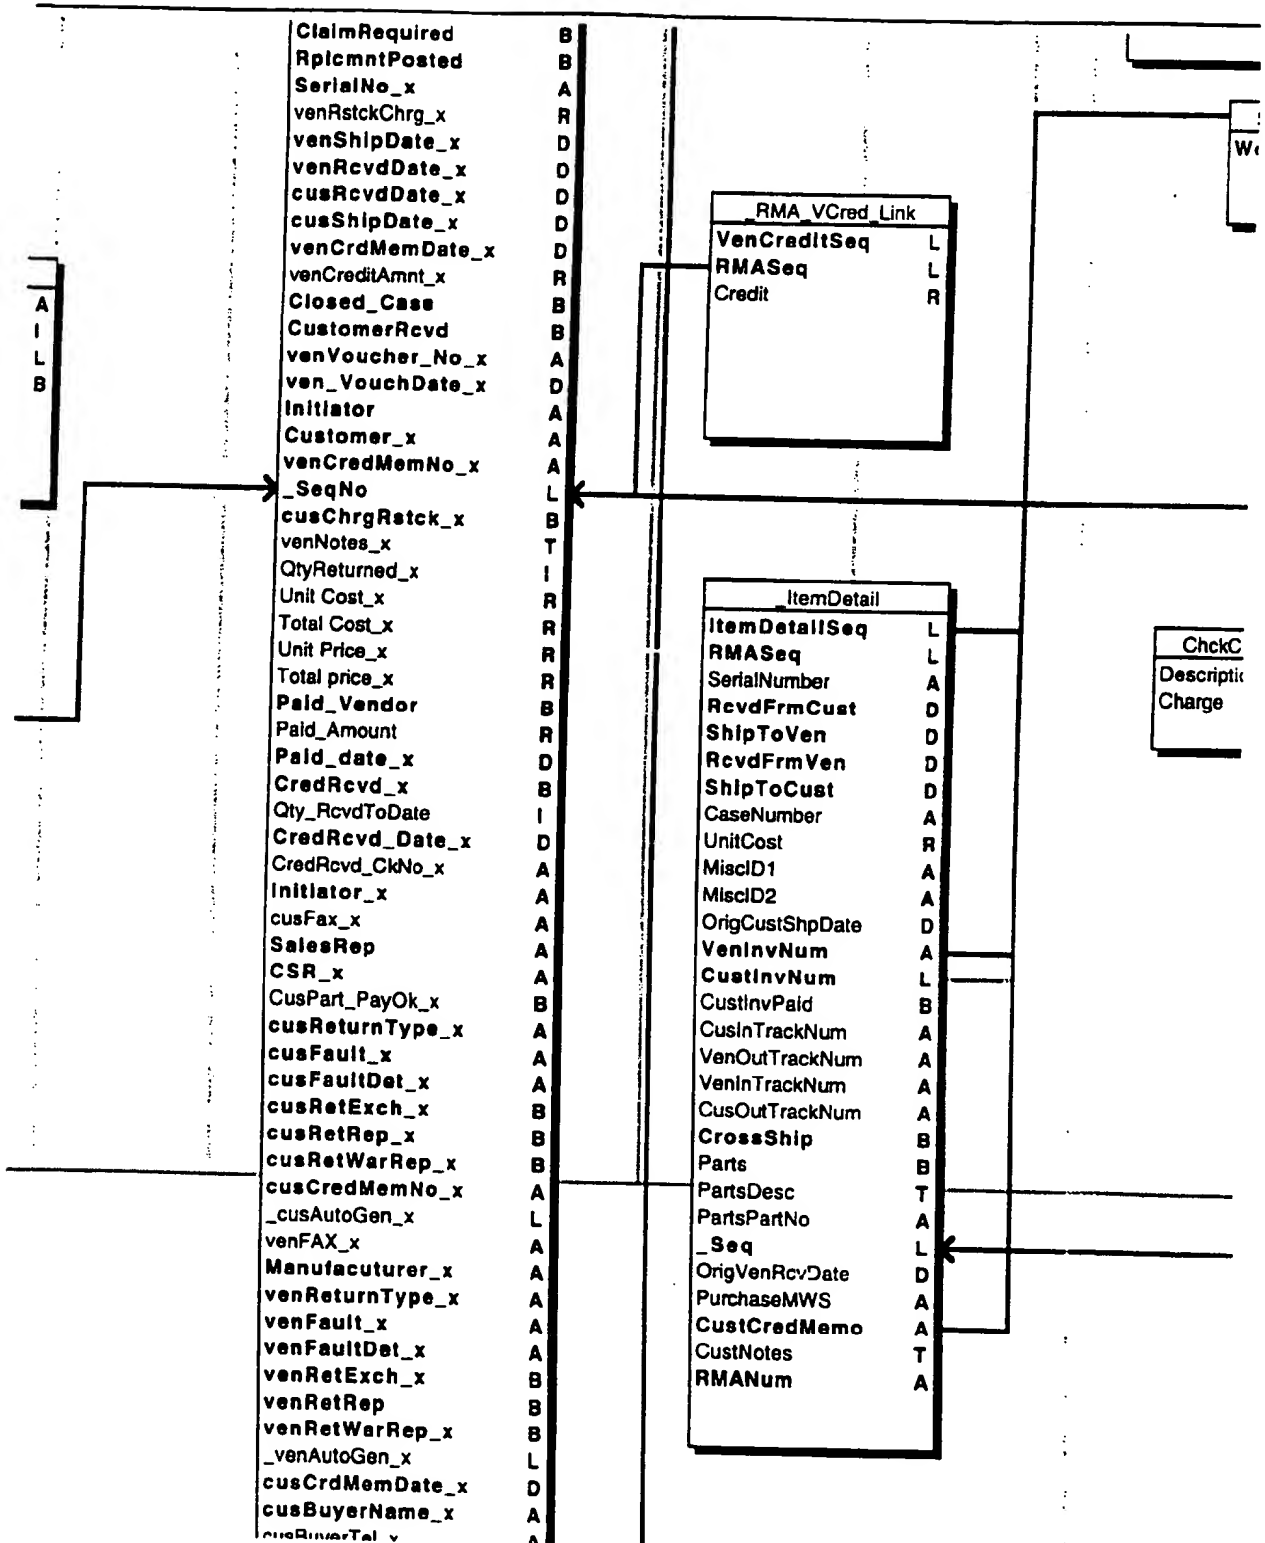 ClaimRequired B
RplcmntPosted B
SerialNo_x A
venRstckChrg_x R
venShipDate_x D
venRcvdDate_x D
cusRcvdDate_x D
cusShipDate_x D
venCrdMemDate_x D
venCreditAmnt_x R
Closed_Case B
CustomerRcvd B
venVoucher_No_x A
ven_VouchDate_x D
Initiator A
Customer_x A
venCredMemNo_x A
_SeqNo L
cusChrgRstck_x B
venNotes_x T
QtyReturned_x I
Unit Cost_x R
Total Cost_x R
Unit Price_x R
Total price_x R
Paid_Vendor B
Paid_Amount R
Paid_date_x D
CredRcvd_x B
Qty_RcvdToDate I
CredRcvd_Date_x D
CredRcvd_CkNo_x A
Initiator_x A
cusFax_x A
SalesRep A
CSR_x A
CusPart_PayOk_x B
cusReturnType_x A
cusFault_x A
cusFaultDet_x A
cusRetExch_x B
cusRetRep_x B
cusRetWarRep_x B
cusCredMemNo_x A
_cusAutoGen_x L
venFAX_x A
Manufacuturer_x A
venReturnType_x A
venFault_x A
venFaultDet_x A
venRetExch_x B
venRetRep B
venRetWarRep_x B
_venAutoGen_x L
cusCrdMemDate_x D
cusBuyerName_x A
cusBuyerTel_x A
A
I
L
B
_RMA_VCred_Link
VenCreditSeq L
RMASeq L
Credit R
_ItemDetail
ItemDetailSeq L
RMASeq L
SerialNumber A
RcvdFrmCust D
ShipToVen D
RcvdFrmVen D
ShipToCust D
CaseNumber A
UnitCost R
MiscID1 A
MiscID2 A
OrigCustShpDate D
VenInvNum A
CustInvNum L
CustInvPaid B
CusInTrackNum A
VenOutTrackNum A
VenInTrackNum A
CusOutTrackNum A
CrossShip B
Parts B
PartsDesc T
PartsPartNo A
_Seq L
OrigVenRcvDate D
PurchaseMWS A
CustCredMemo A
CustNotes T
RMANum A
ChckC
Descripti
Charge